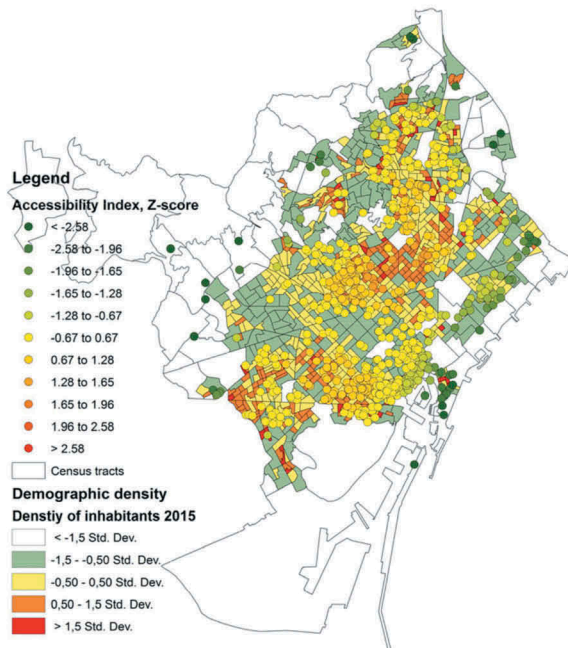 Legend
Accessibility Index, Z-score
< -2.58
-2.58 to -1.96
-1.96 to -1.65
-1.65 to -1.28
-1.28 to -0.67
-0.67 to 0.67
0.67 to 1.28
1.28 to 1.65
1.65 to 1.96
1.96 to 2.58
> 2.58
Census tracts
Demographic density
Denstiy of inhabitants 2015
< -1,5 Std. Dev.
-1,5 - -0,50 Std. Dev.
-0,50 - 0,50 Std. Dev.
0,50 - 1,5 Std. Dev.
> 1,5 Std. Dev.